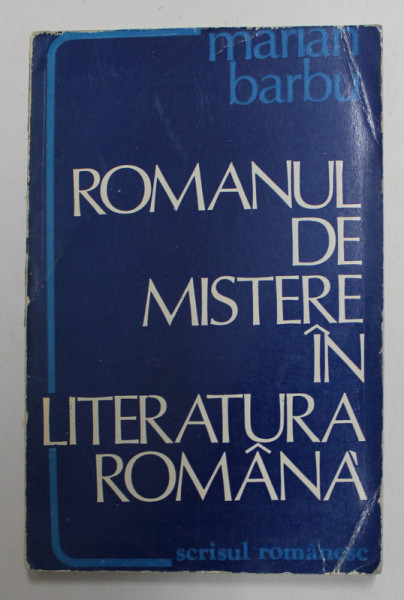 marian
barbu
ROMANUL
DE
MISTERE
ÎN
LITERATURA
ROMÂNĂ
scrisul românesc